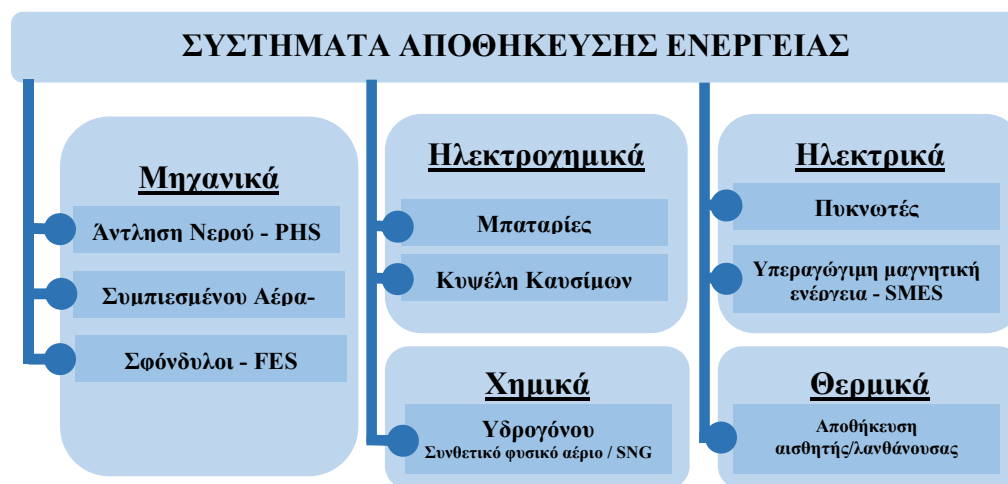 ΣΥΣΤΗΜΑΤΑ ΑΠΟΘΗΚΕΥΣΗΣ ΕΝΕΡΓΕΙΑΣ
Μηχανικά
Άντληση Νερού - PHS
Συμπιεσμένου Αέρα-
Σφόνδυλοι - FES
Ηλεκτροχημικά
Μπαταρίες
Κυψέλη Καυσίμων
Χημικά
Υδρογόνου
Συνθετικό φυσικό αέριο / SNG
Ηλεκτρικά
Πυκνωτές
Υπεραγώγιμη μαγνητική
ενέργεια - SMES
Θερμικά
Αποθήκευση
αισθητής/λανθάνουσας